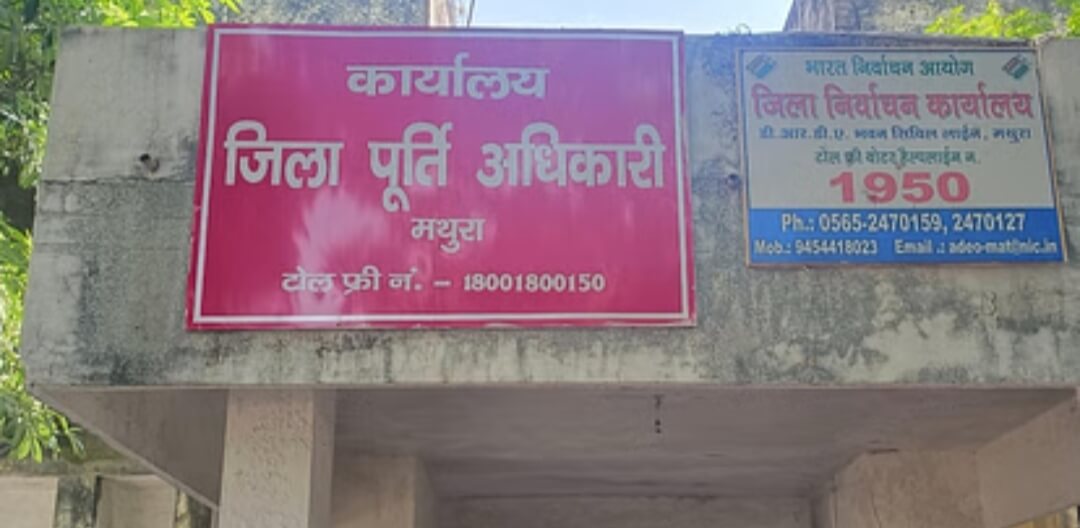 कार्यालय
जिला पूर्ति अधिकारी
मथुरा
टोल फ्री नं. - 18001800150
भारत निर्वाचन आयोग
जिला निर्वाचन कार्यालय
डी.आर.डी.ए. भवन सिविल लाईन, मथुरा
टोल फ्री वोटर हैल्पलाईन न.
1950
Ph.: 0565-2470159, 2470127
Mob.: 9454418023 Email .: adeo-mat@nic.in